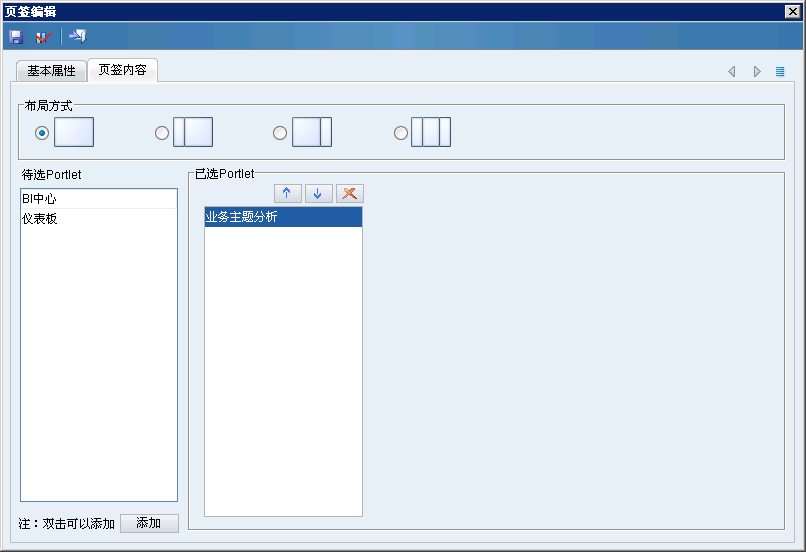 页签编辑
基本属性
页签内容
布局方式
待选Portlet
BI中心
仪表板
注：双击可以添加
添加
已选Portlet
业务主题分析